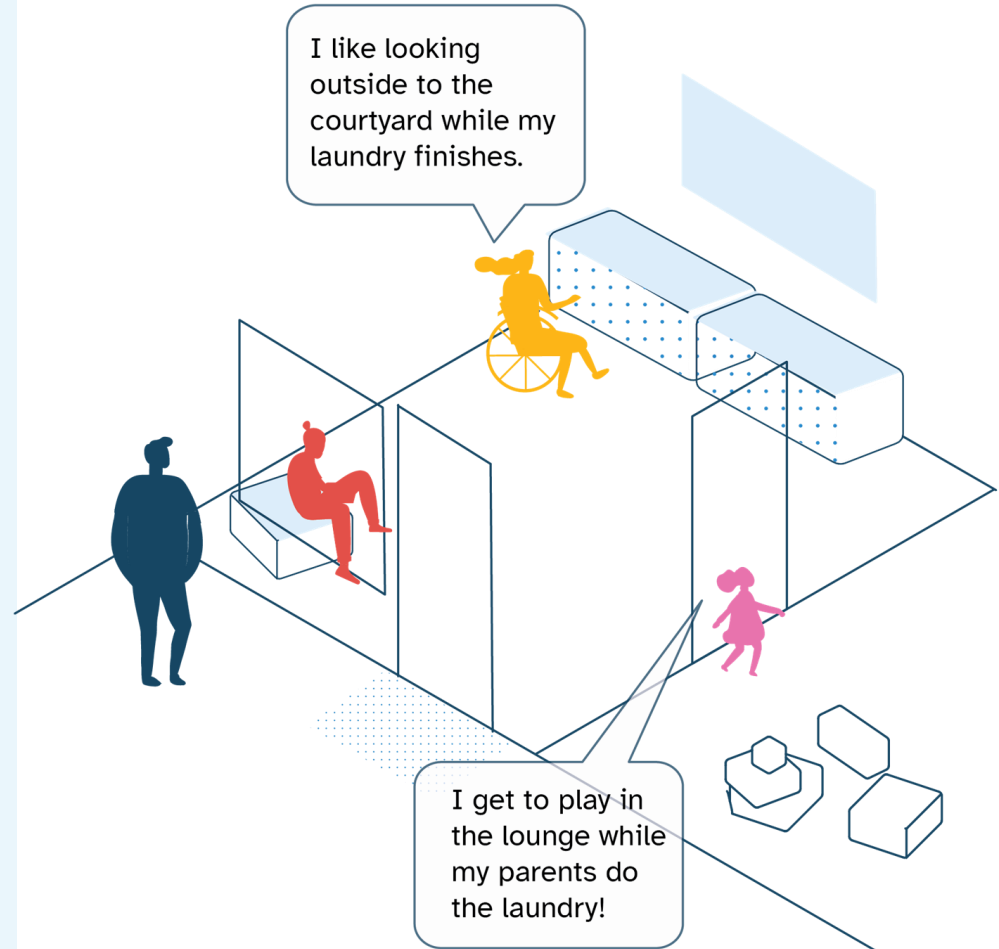 I like looking
outside to the
courtyard while my
laundry finishes.
I get to play in
the lounge while
my parents do
the laundry!